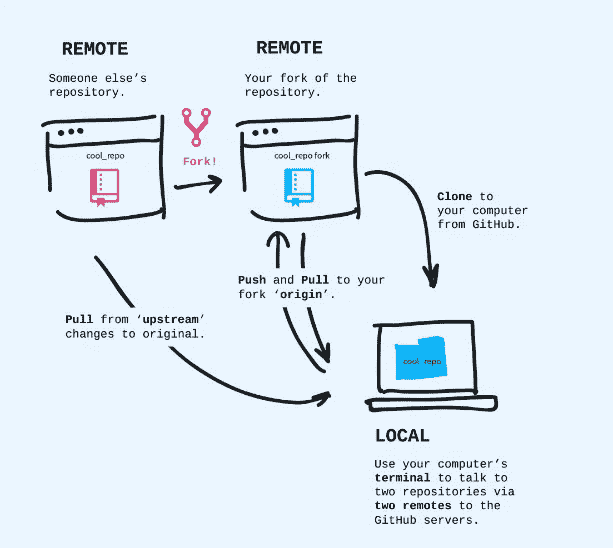 REMOTE
Someone else’s
repository.
cool_repo
Fork!
REMOTE
Your fork of the
repository.
cool_repo fork
Clone to
your computer
from GitHub.
Push and Pull to your
fork ‘origin’.
Pull from ‘upstream’
changes to original.
cool_repo
LOCAL
Use your computer’s
terminal to talk to
two repositories via
two remotes to the
GitHub servers.